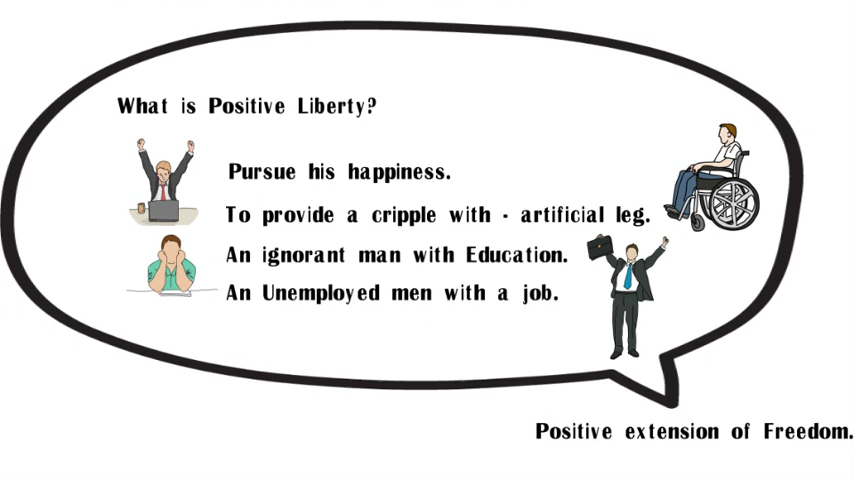 What is Positive Liberty?
Pursue his happiness.
To provide a cripple with - artificial leg.
An ignorant man with Education.
An Unemployed men with a job.
Positive extension of Freedom.